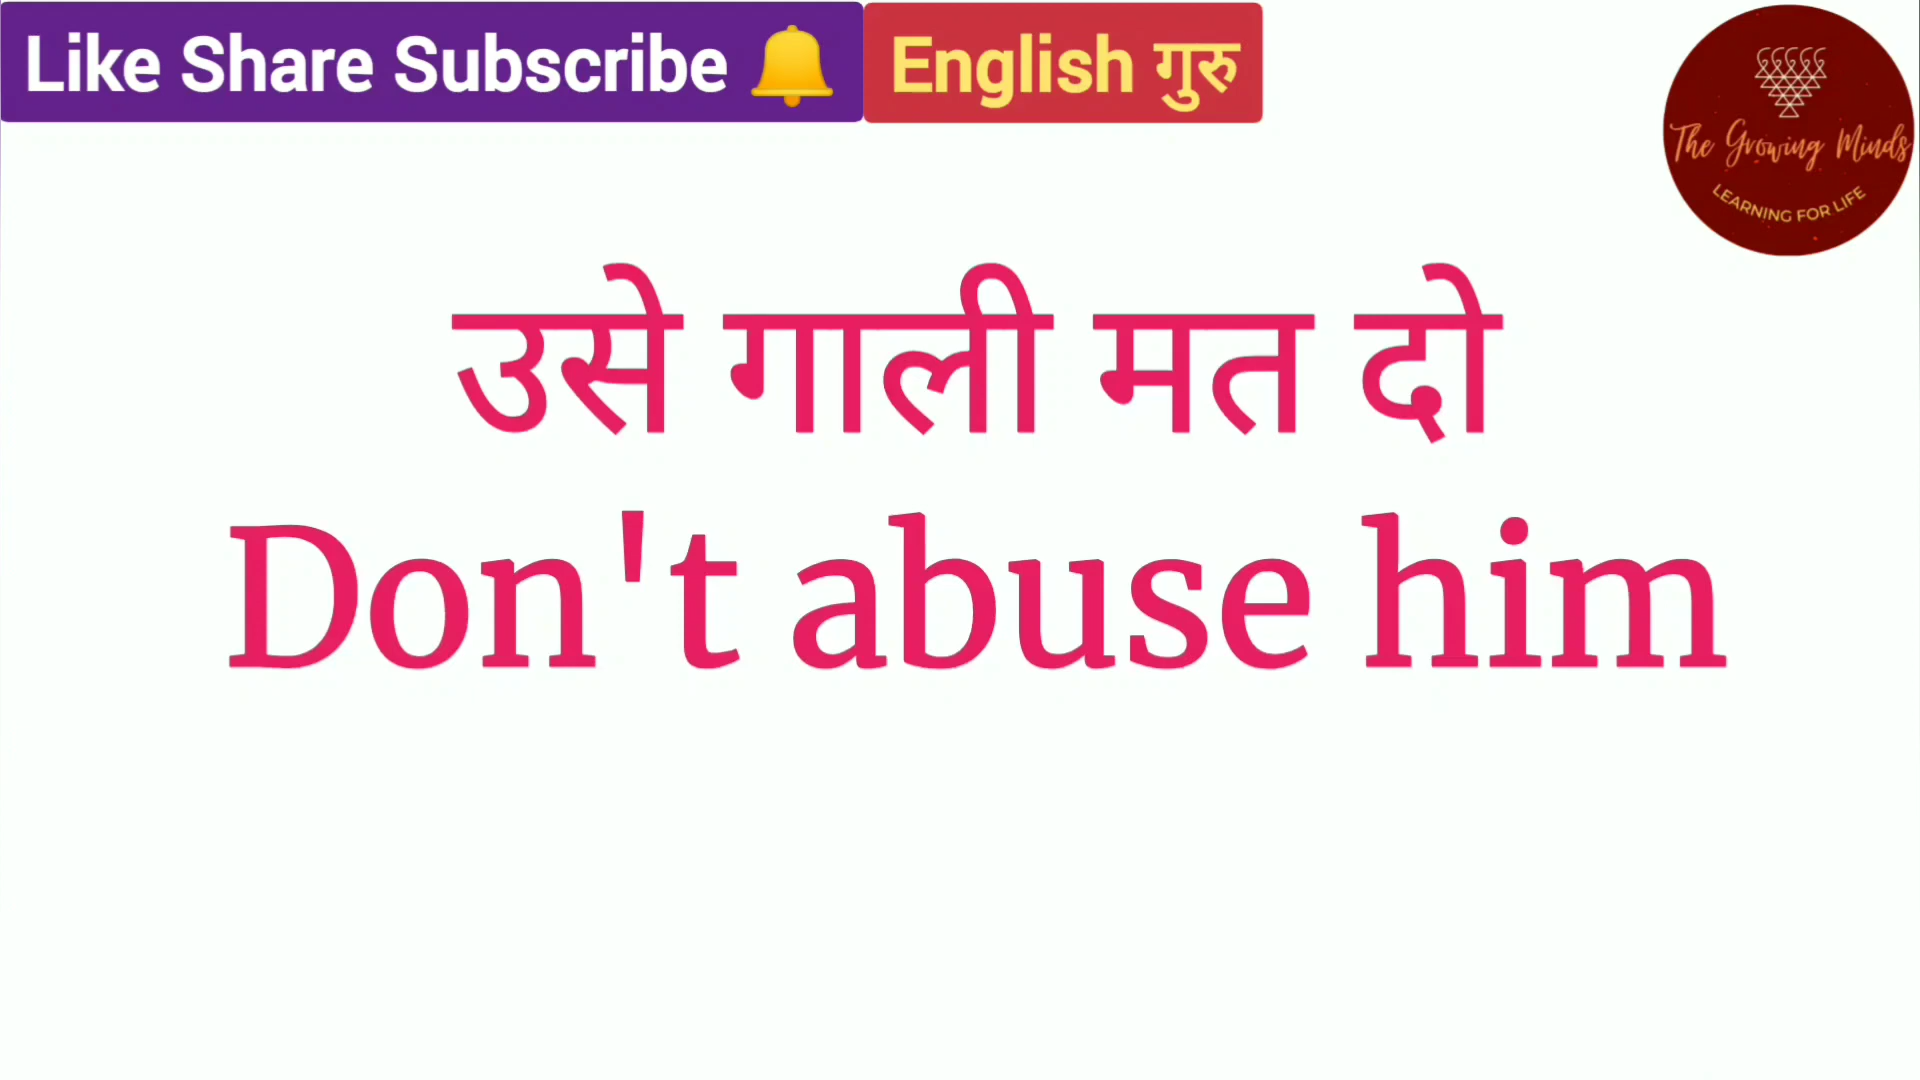 Like Share Subscribe 🔔 English गुरु
The Growing Minds
LEARNING FOR LIFE
उसे गाली मत दो
Don't abuse him